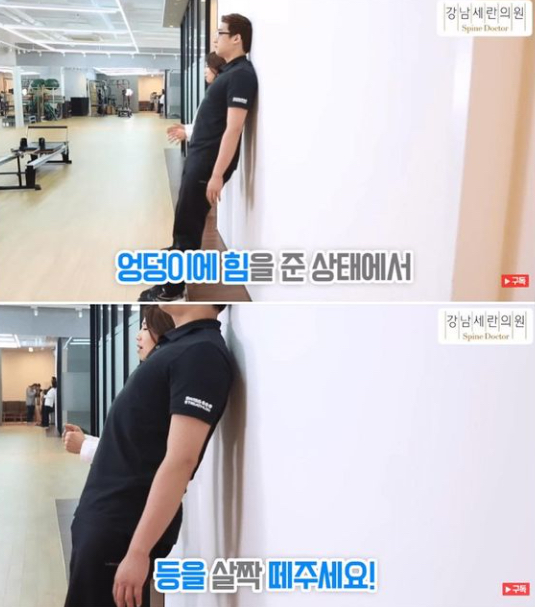 강남세란의원
Spine Doctor
엉덩이에 힘을 준 상태에서
구독
강남세란의원
Spine Doctor
등을 살짝 떼주세요!
구독